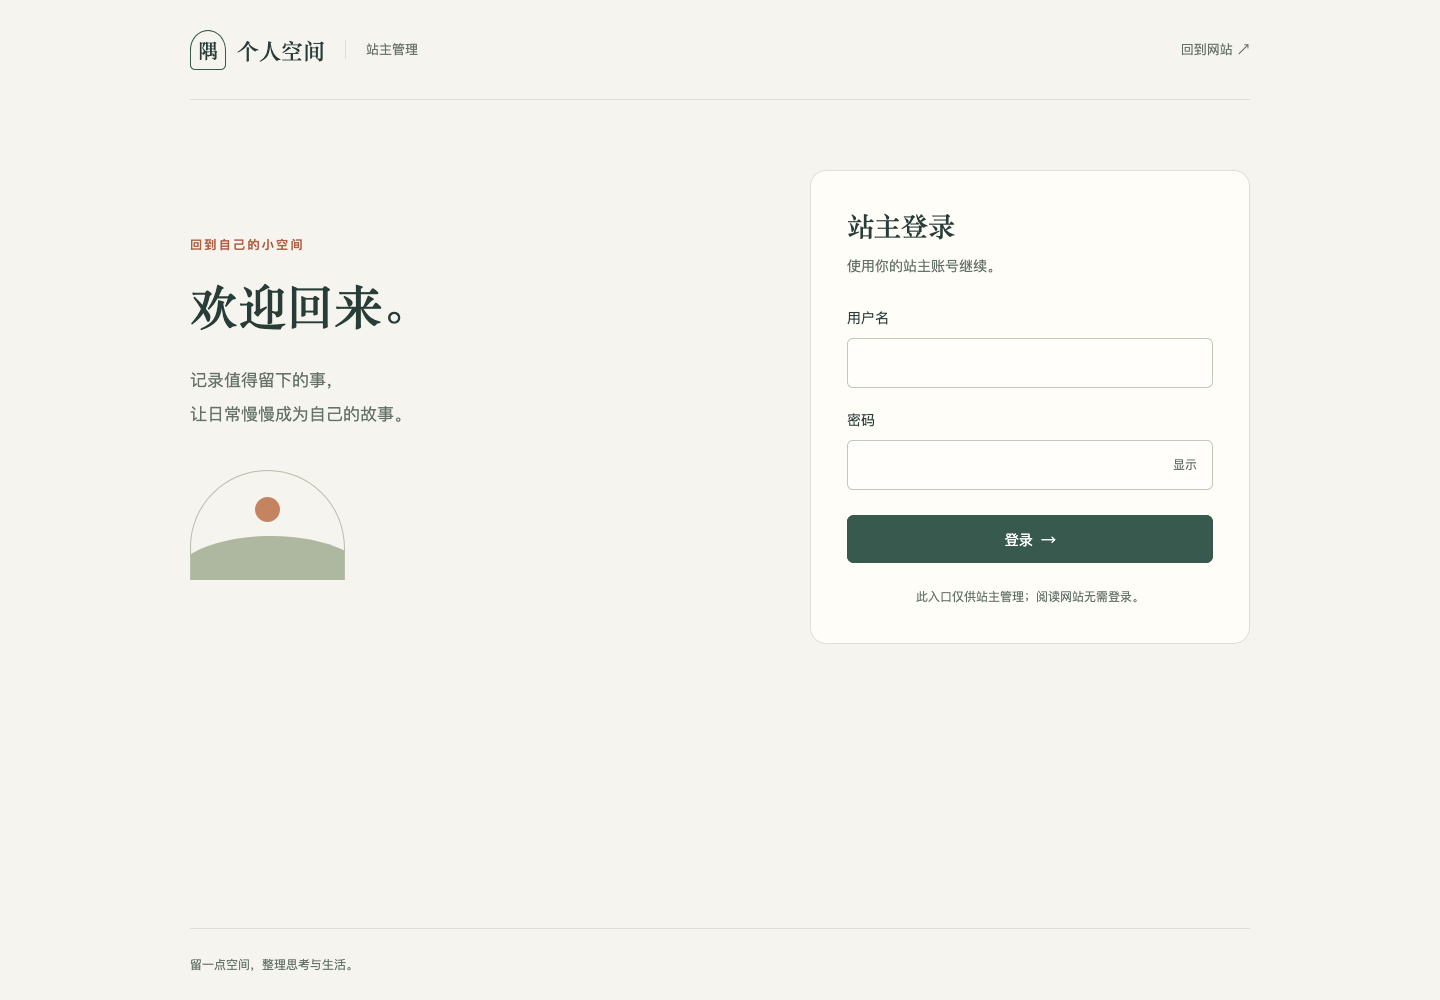 隅 个人空间 站主管理 回到网站 ↗
回到自己的小空间
欢迎回来。
记录值得留下的事，
让日常慢慢成为自己的故事。
站主登录
使用你的站主账号继续。
用户名
密码
显示
登录 →
此入口仅供站主管理；阅读网站无需登录。
留一点空间，整理思考与生活。